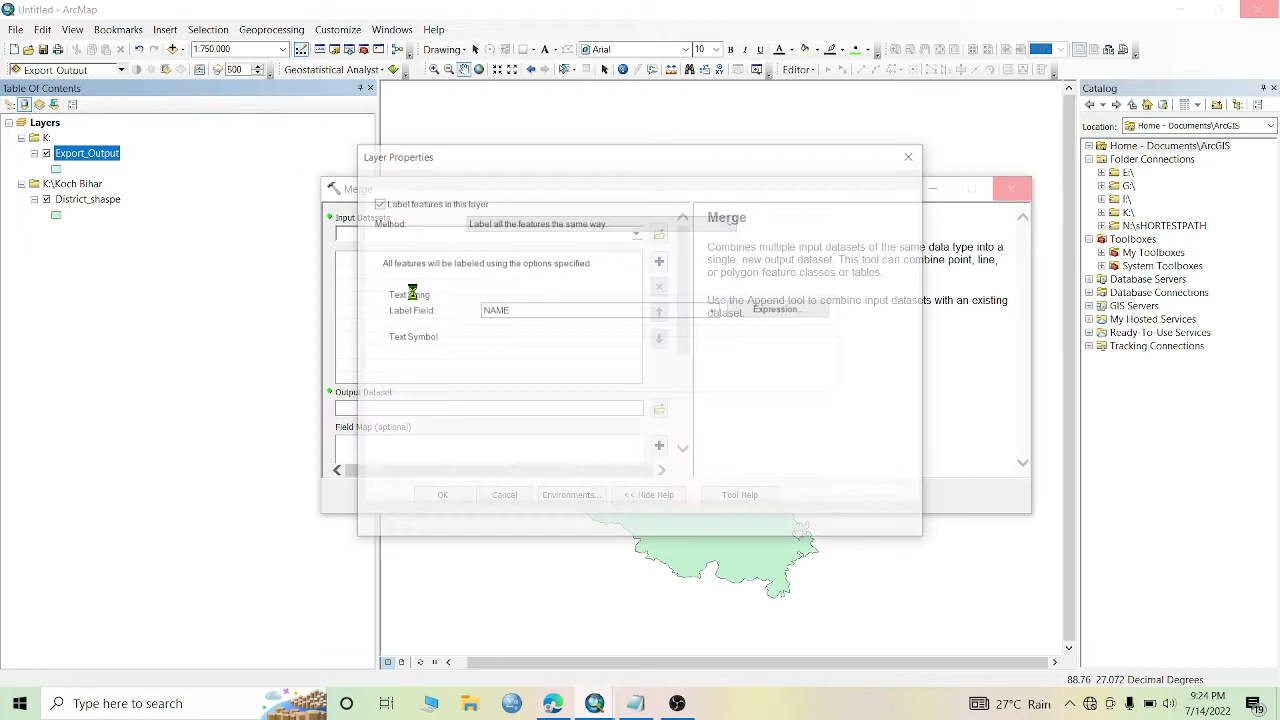 Untitled - ArcMap
File Edit View Bookmarks Insert Selection Geoprocessing Customize Windows Help
1:750,000 Drawing Arial 10 B I U A
Export Output Geostatistical Analyst Editor
Table Of Contents
Layers
K:
Export_Output
K:\Koch Bihar
District_shaspe
Layer Properties
Merge
Label features in this layer
Input Datasets
Method: Label all the features the same way.
All features will be labeled using the options specified.
Text String
Label Field: NAME Expression...
Text Symbol
Output Dataset
Field Map (optional)
OK Cancel Environments... << Hide Help Tool Help
Merge
Combines multiple input datasets of the same data type into a
single, new output dataset. This tool can combine point, line,
or polygon feature classes or tables.
Use the Append tool to combine input datasets with an existing
dataset.
Catalog
Location: Home - Documents\ArcGIS
Home - Documents\ArcGIS
Folder Connections
E:\
G:\
I:\
K:\
N:\SHORTESTPATH
Toolboxes
My Toolboxes
System Toolboxes
Database Servers
Database Connections
GIS Servers
My Hosted Services
Ready-To-Use Services
Tracking Connections
88.76 27.072 Decimal Degrees
Type here to search
27°C Rain
ENG
9:24 PM
7/14/2022
19